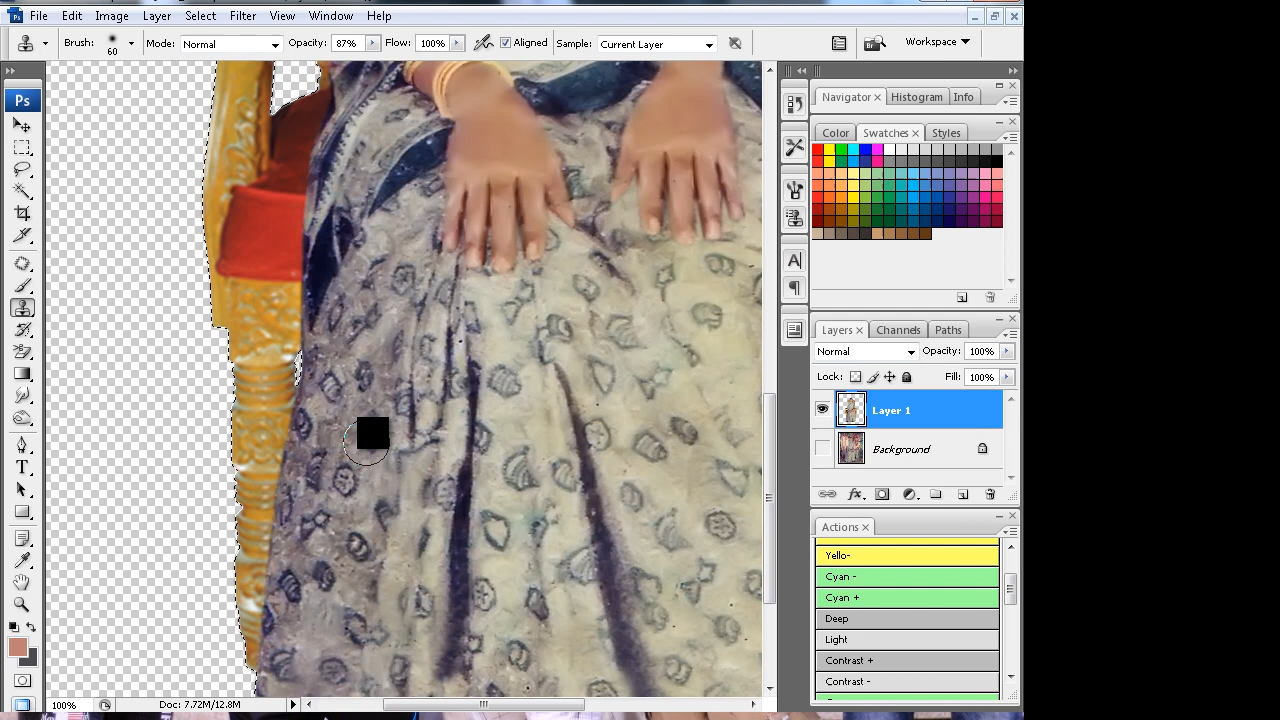 File Edit Image Layer Select Filter View Window Help
Brush: 60 Mode: Normal Opacity: 87% Flow: 100% Aligned Sample: Current Layer Workspace
Ps
Navigator Histogram Info
Color Swatches Styles
Layers Channels Paths
Normal Opacity: 100%
Lock: Fill: 100%
Layer 1
Background
Actions
Yello-
Cyan -
Cyan +
Deep
Light
Contrast +
Contrast -
100% Doc: 7.72M/12.8M